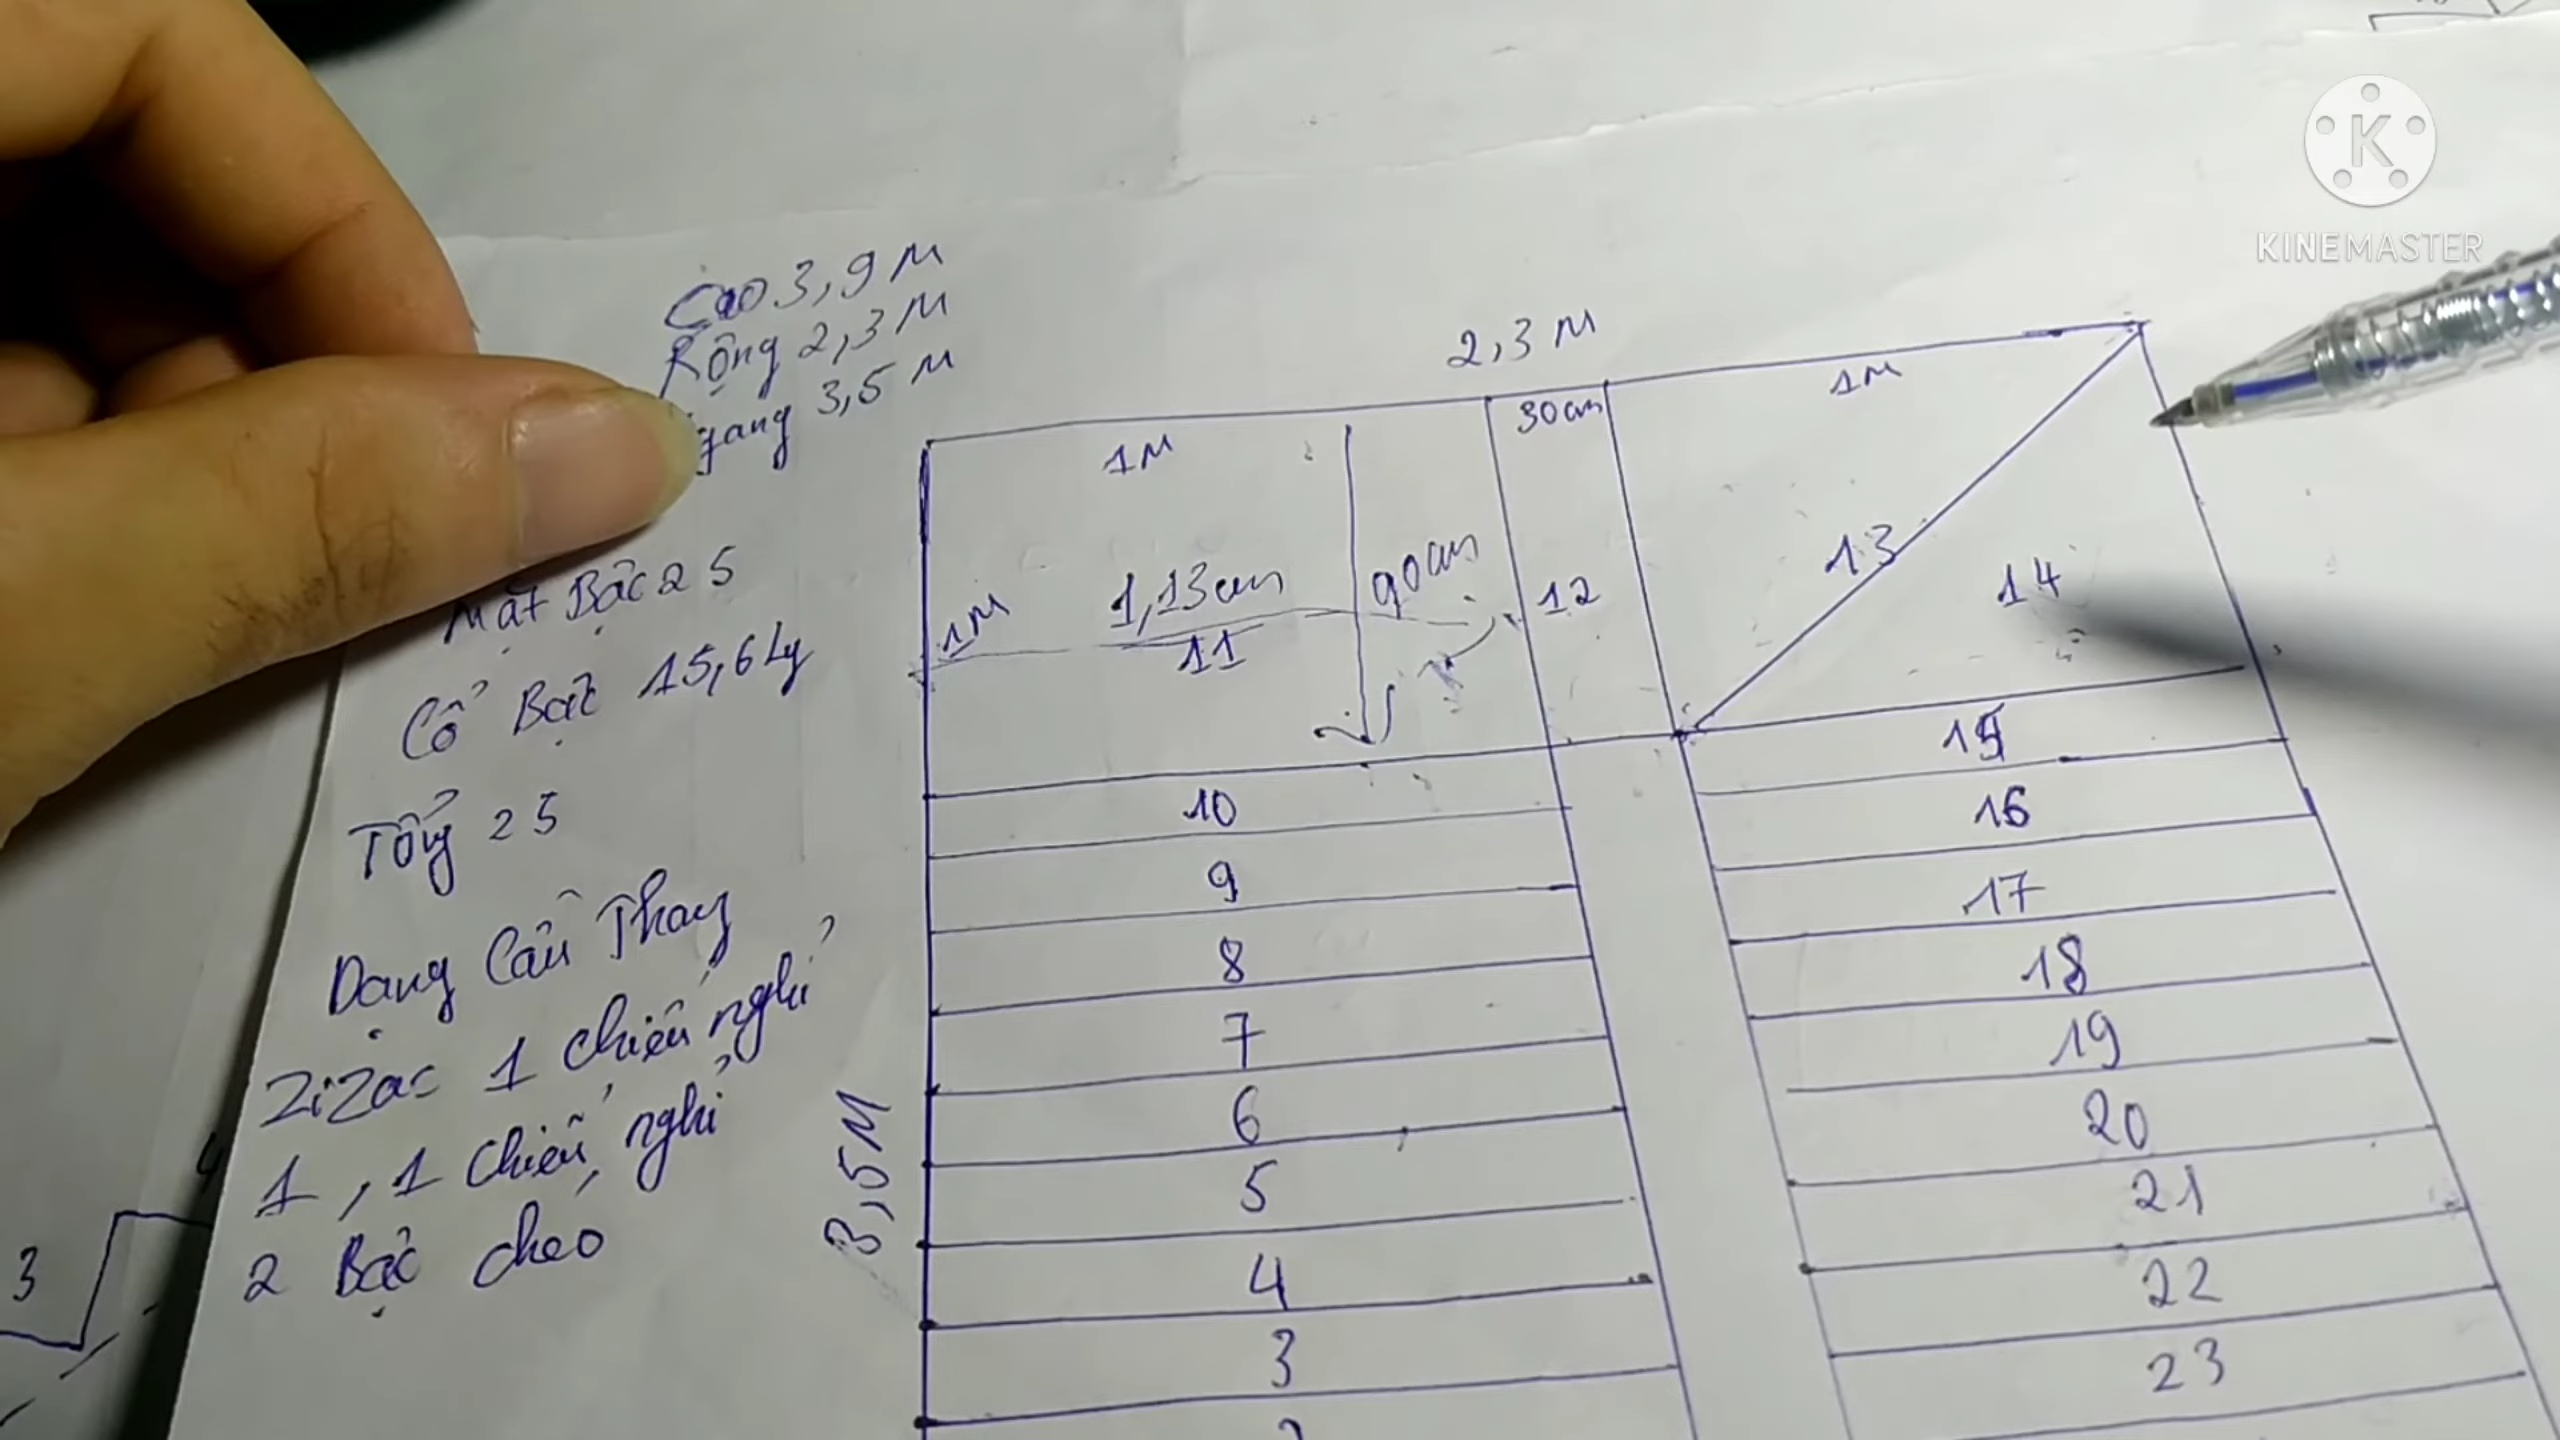 Cao 3,9 M
Rộng 2,3 M
gang 3,5 M
Mặt Bậc 25
Cổ Bậc 15,6 Ly
Tổng 25
Dạng Cầu Thang
ZiZac 1 chiếu nghỉ
1, 1 chiếu nghỉ
2 Bậc chéo
2,3 M
1M
30cm
1M
1M
1,13cm
11
90cm
12
13
14
10
9
8
7
6
5
4
3
3,5M
15
16
17
18
19
20
21
22
23
3
K
KINEMASTER